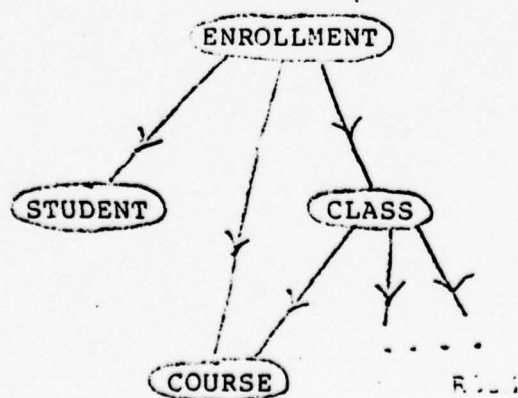 ENROLLMENT
STUDENT
CLASS
. . . .
COURSE